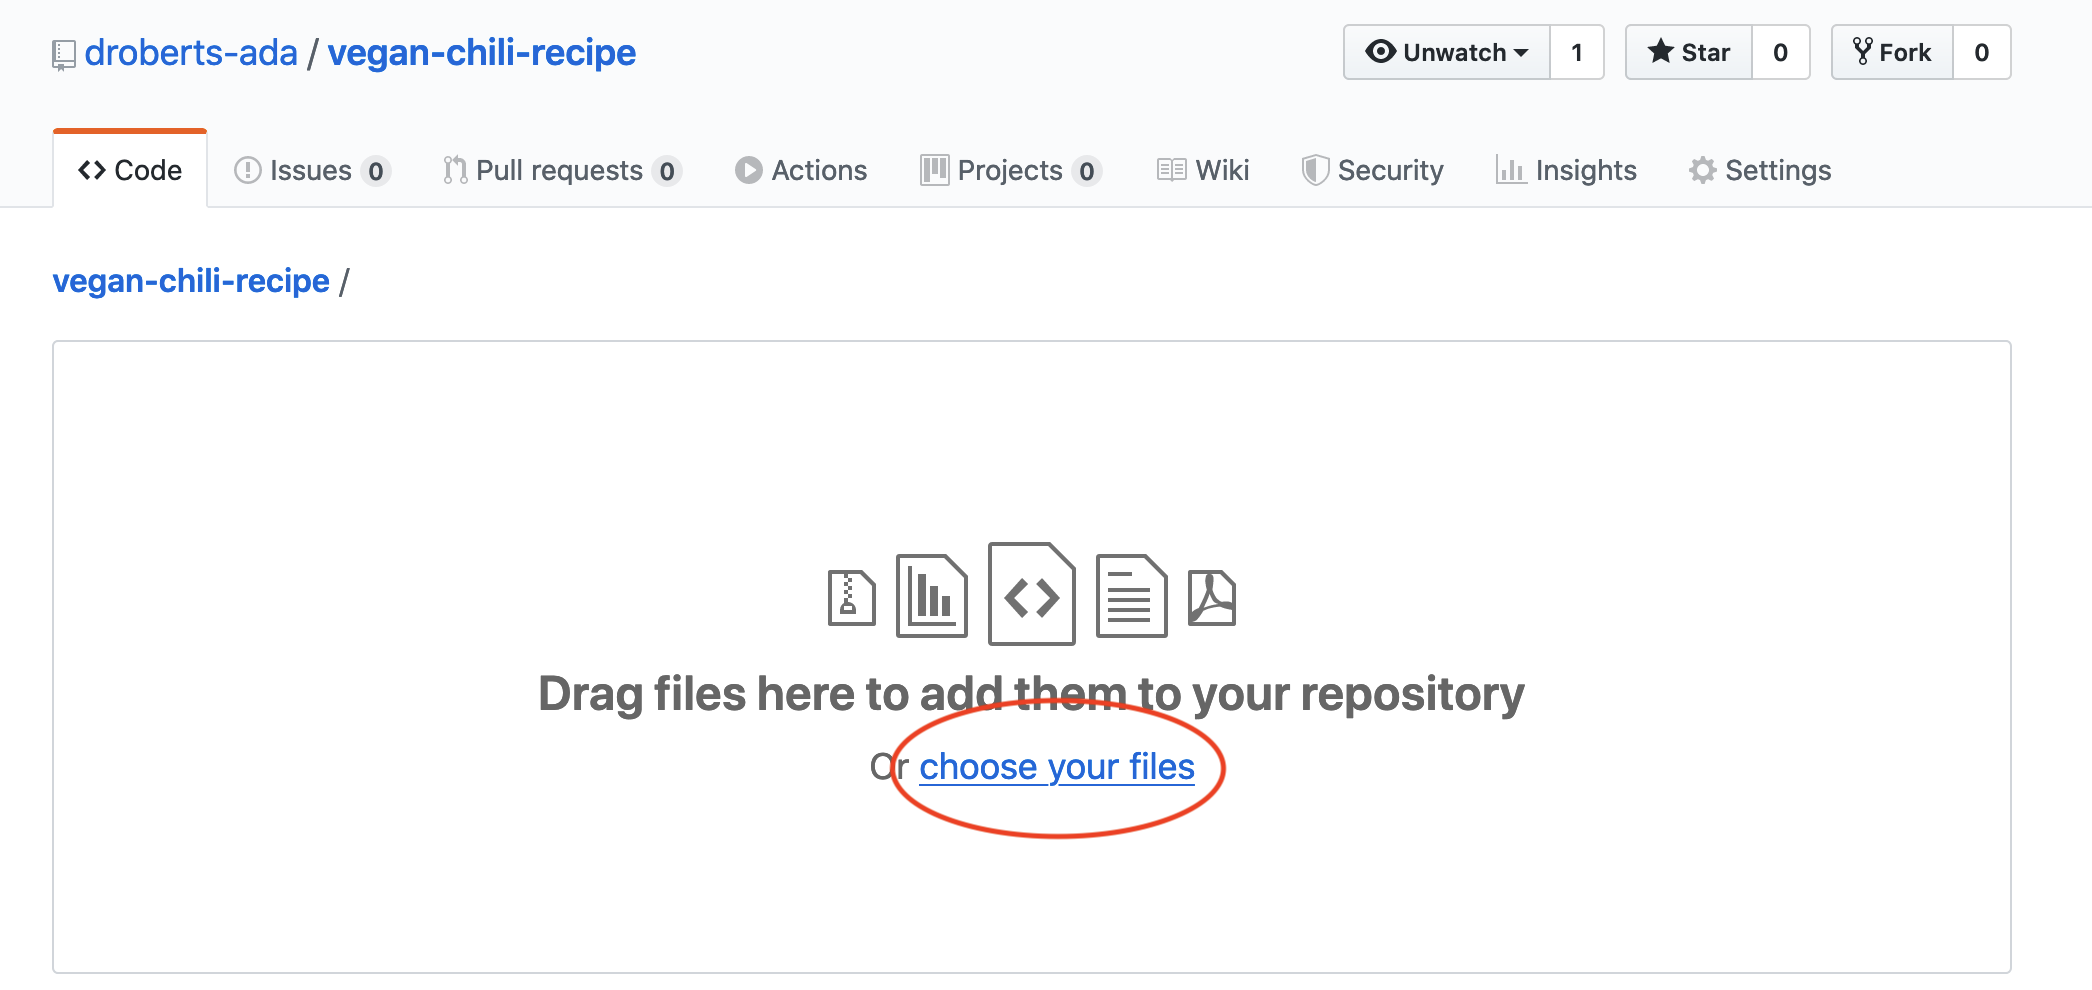 droberts-ada / vegan-chili-recipe
Unwatch 1 Star 0 Fork 0
Code Issues 0 Pull requests 0 Actions Projects 0 Wiki Security Insights Settings
vegan-chili-recipe /
Drag files here to add them to your repository
Or choose your files